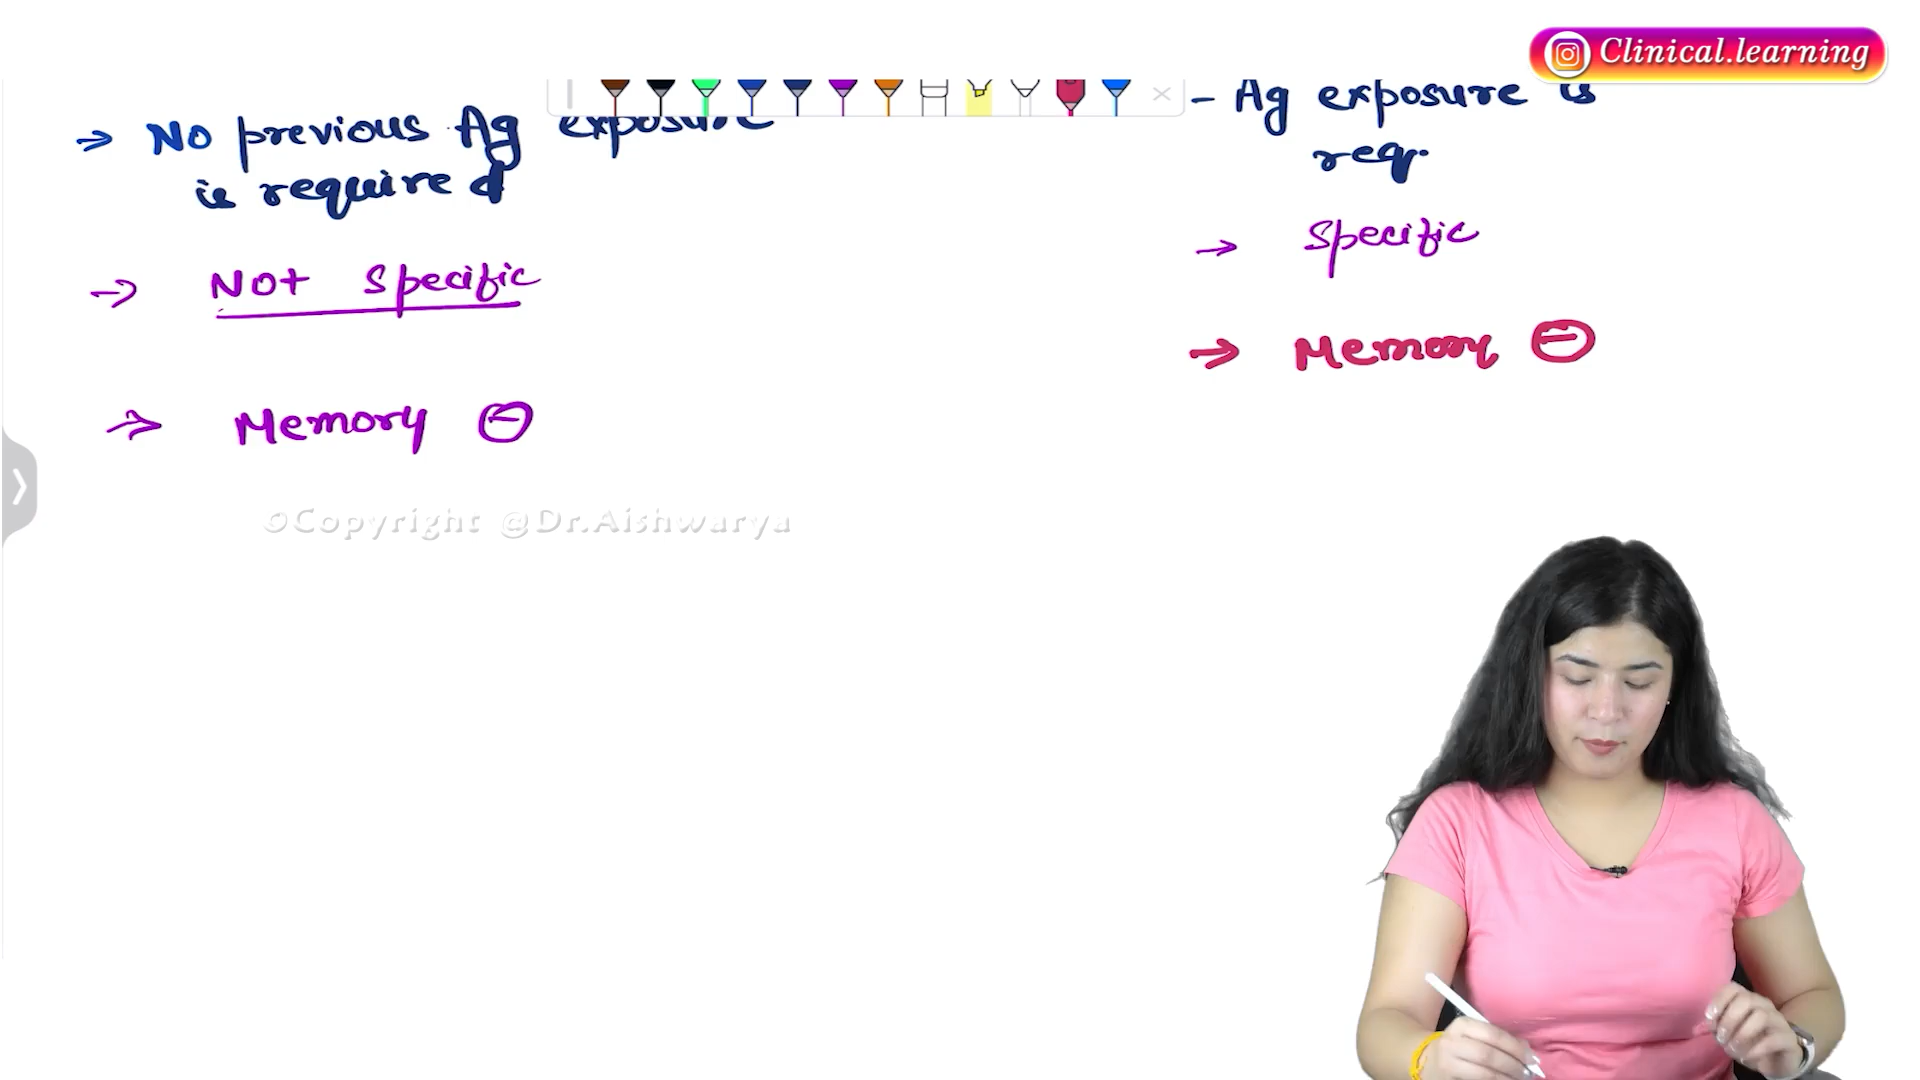 Clinical.learning
→ No previous Ag exposure
is required
→ Not Specific
→ Memory ⊖
- Ag exposure is
req.
→ Specific
→ Memory ⊖
©Copyright @Dr.Aishwarya